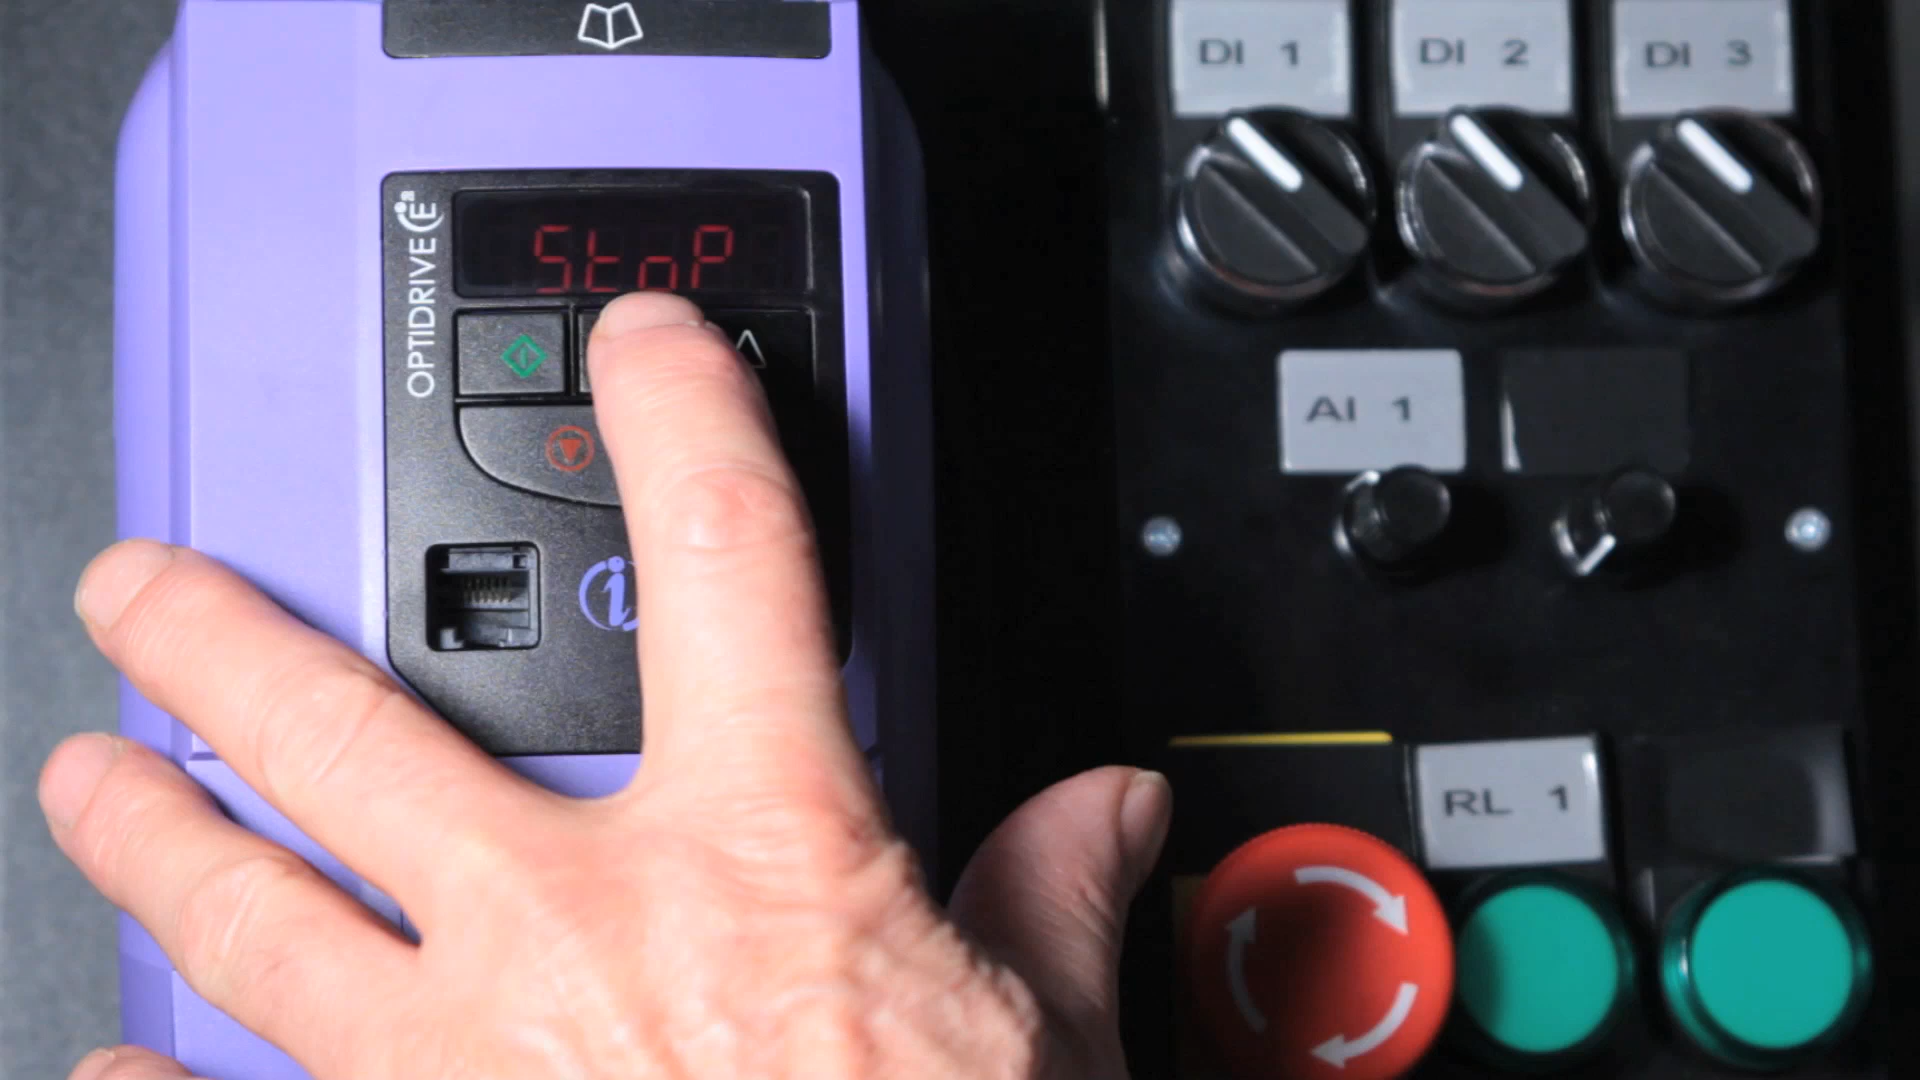 DI 1
DI 2
DI 3
StoP
OPTIDRIVE E
AI 1
RL 1